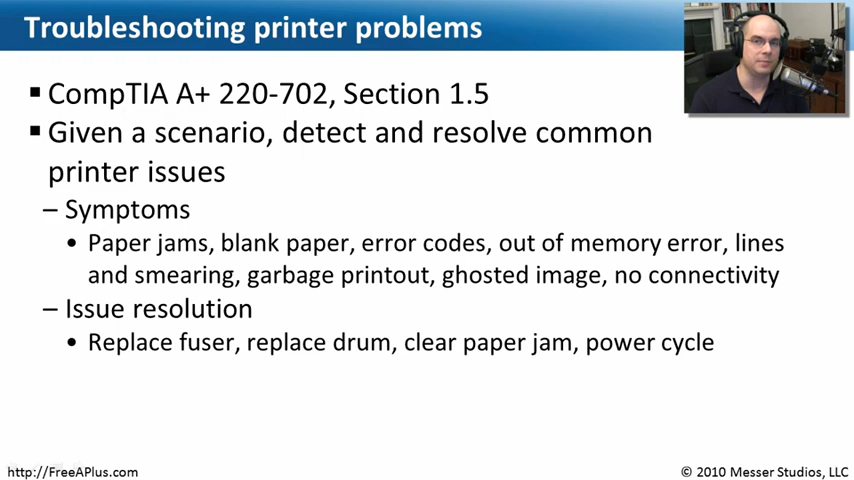 Troubleshooting printer problems
▪ CompTIA A+ 220-702, Section 1.5
▪ Given a scenario, detect and resolve common
printer issues
– Symptoms
• Paper jams, blank paper, error codes, out of memory error, lines
and smearing, garbage printout, ghosted image, no connectivity
– Issue resolution
• Replace fuser, replace drum, clear paper jam, power cycle
http://FreeAPlus.com
© 2010 Messer Studios, LLC